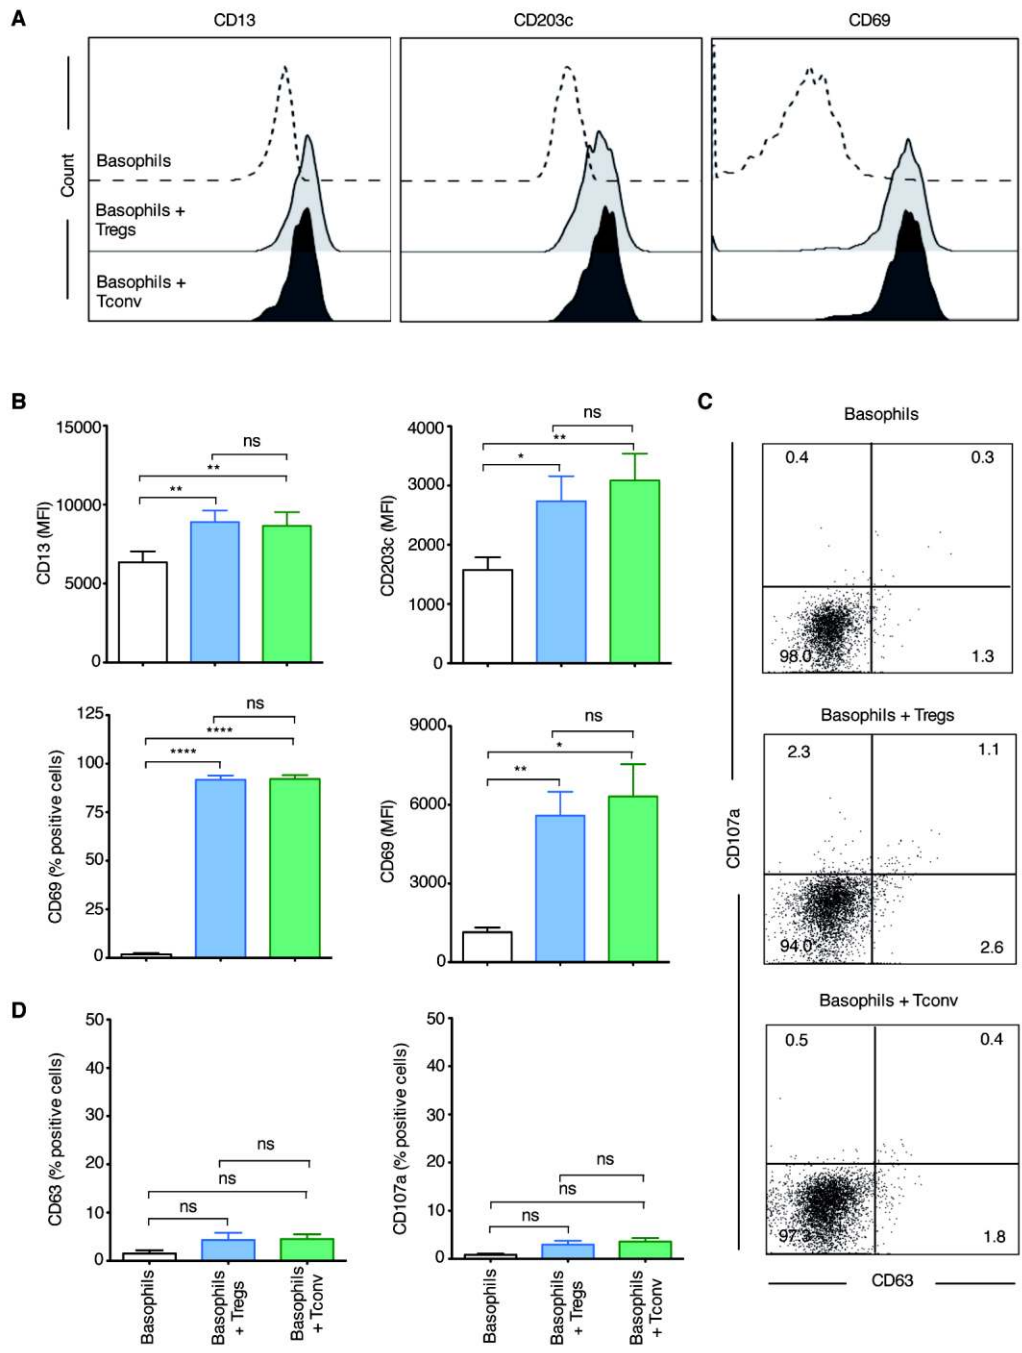 A
CD13
CD203c
CD69
Count
Basophils
Basophils +
Tregs
Basophils +
Tconv
B
CD13 (MFI)
15000
10000
5000
0
**
**
ns
CD203c (MFI)
4000
3000
2000
1000
0
*
**
ns
CD69 (% positive cells)
125
100
75
50
25
0
****
****
ns
CD69 (MFI)
9000
6000
3000
0
**
*
ns
C
Basophils
0.4
0.3
98.0
1.3
Basophils + Tregs
2.3
1.1
94.0
2.6
Basophils + Tconv
0.5
0.4
97.3
1.8
CD107a
CD63
D
CD63 (% positive cells)
50
40
30
20
10
0
ns
ns
ns
Basophils
Basophils
+ Tregs
Basophils
+ Tconv
CD107a (% positive cells)
50
40
30
20
10
0
ns
ns
ns
Basophils
Basophils
+ Tregs
Basophils
+ Tconv